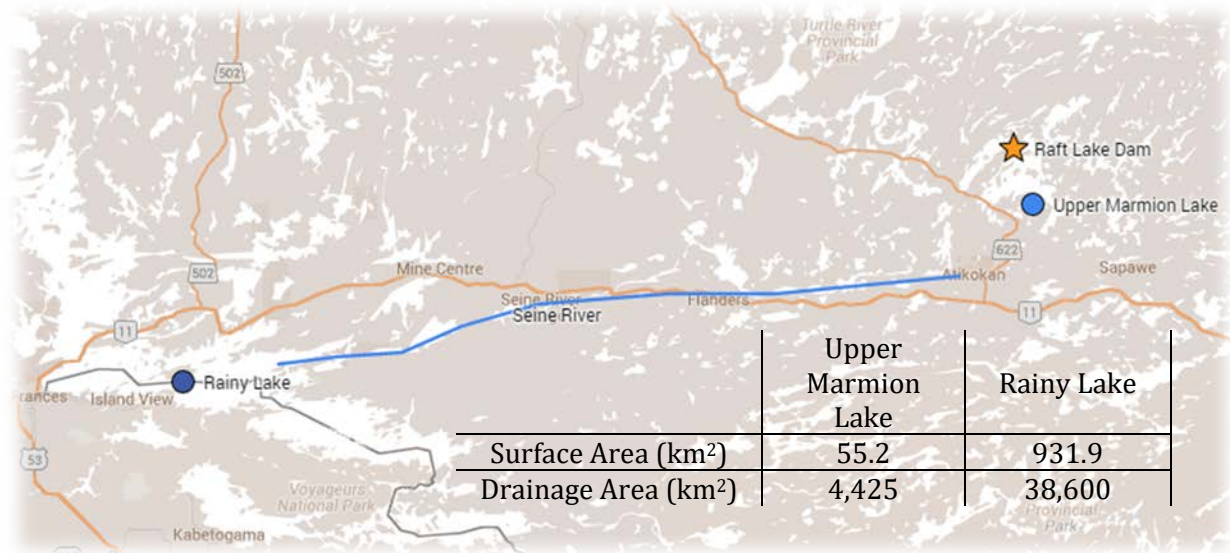 Turtle River
Provincial
Park
502
Raft Lake Dam
Upper Marmion Lake
622
502
Mine Centre
Atikokan
Sapawe
Seine River
Flanders
Seine River
11
11
Rainy Lake
rances
Island View
53
Voyageurs
National Park
Kabetogama
Upper
Marmion
Lake
Rainy Lake
Surface Area (km²)
55.2
931.9
Drainage Area (km²)
4,425
38,600
Provincial
Park